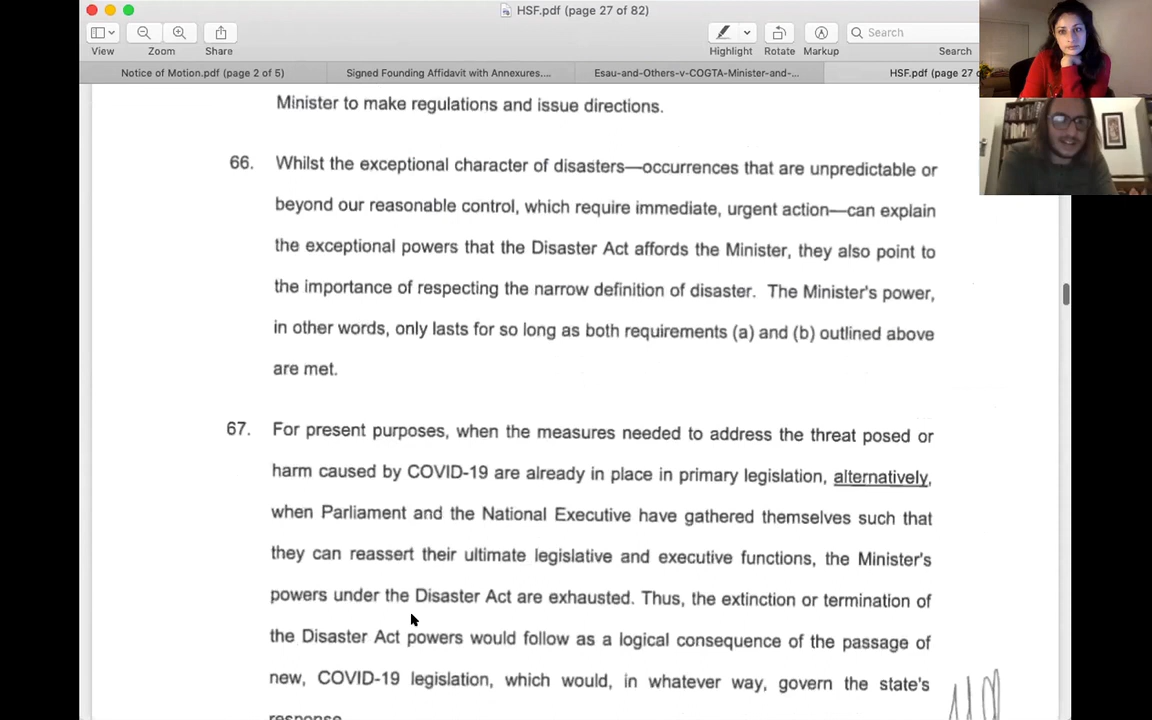 HSF.pdf (page 27 of 82)
View
Zoom
Share
Highlight
Rotate
Markup
Search
Search
Notice of Motion.pdf (page 2 of 5)
Signed Founding Affidavit with Annexures....
Esau-and-Others-v-COGTA-Minister-and-...
HSF.pdf (page 27 o
Minister to make regulations and issue directions.
66. Whilst the exceptional character of disasters—occurrences that are unpredictable or
beyond our reasonable control, which require immediate, urgent action—can explain
the exceptional powers that the Disaster Act affords the Minister, they also point to
the importance of respecting the narrow definition of disaster. The Minister's power,
in other words, only lasts for so long as both requirements (a) and (b) outlined above
are met.
67. For present purposes, when the measures needed to address the threat posed or
harm caused by COVID-19 are already in place in primary legislation, alternatively,
when Parliament and the National Executive have gathered themselves such that
they can reassert their ultimate legislative and executive functions, the Minister's
powers under the Disaster Act are exhausted. Thus, the extinction or termination of
the Disaster Act powers would follow as a logical consequence of the passage of
new, COVID-19 legislation, which would, in whatever way, govern the state's
response